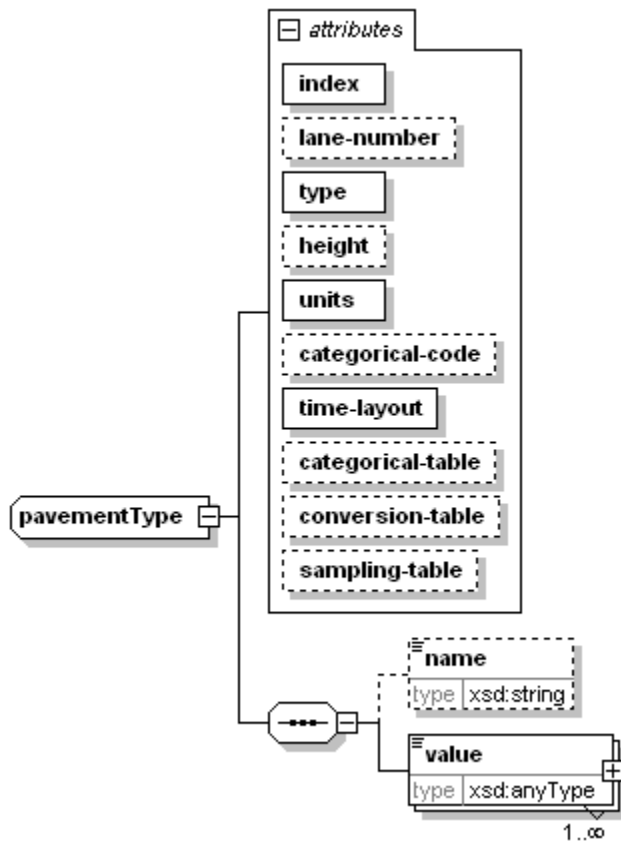 attributes
index
lane-number
type
height
units
categorical-code
time-layout
categorical-table
pavementType
conversion-table
sampling-table
name
type xsd:string
value
type xsd:anyType
1..∞